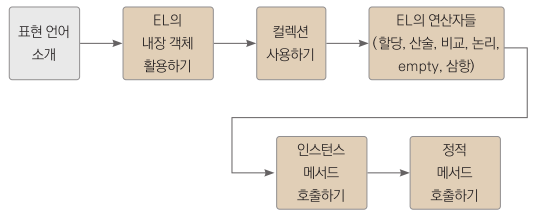 표현 언어
소개
EL의
내장 객체
활용하기
컬렉션
사용하기
EL의 연산자들
(할당, 산술, 비교, 논리,
empty, 삼항)
인스턴스
메서드
호출하기
정적
메서드
호출하기